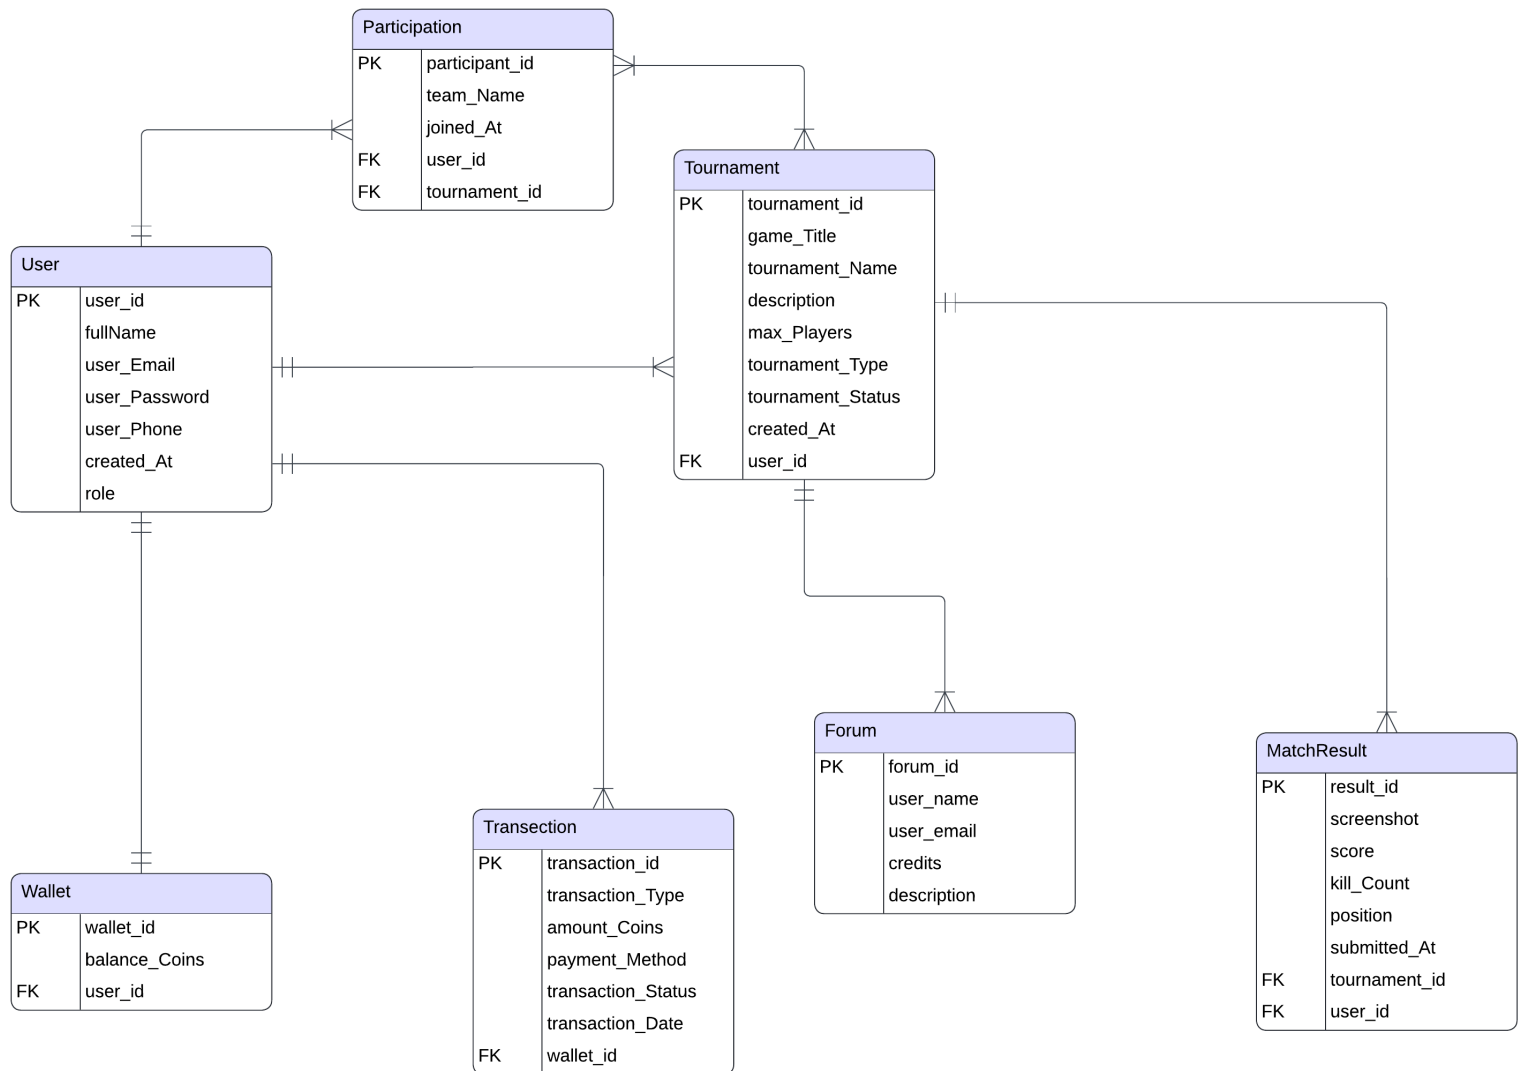 Participation
PK participant_id
team_Name
joined_At
FK user_id
FK tournament_id
Tournament
PK tournament_id
game_Title
tournament_Name
description
max_Players
tournament_Type
tournament_Status
created_At
FK user_id
User
PK user_id
fullName
user_Email
user_Password
user_Phone
created_At
role
Forum
PK forum_id
user_name
user_email
credits
description
MatchResult
PK result_id
screenshot
score
kill_Count
position
submitted_At
FK tournament_id
FK user_id
Transection
PK transaction_id
transaction_Type
amount_Coins
payment_Method
transaction_Status
transaction_Date
FK wallet_id
Wallet
PK wallet_id
balance_Coins
FK user_id